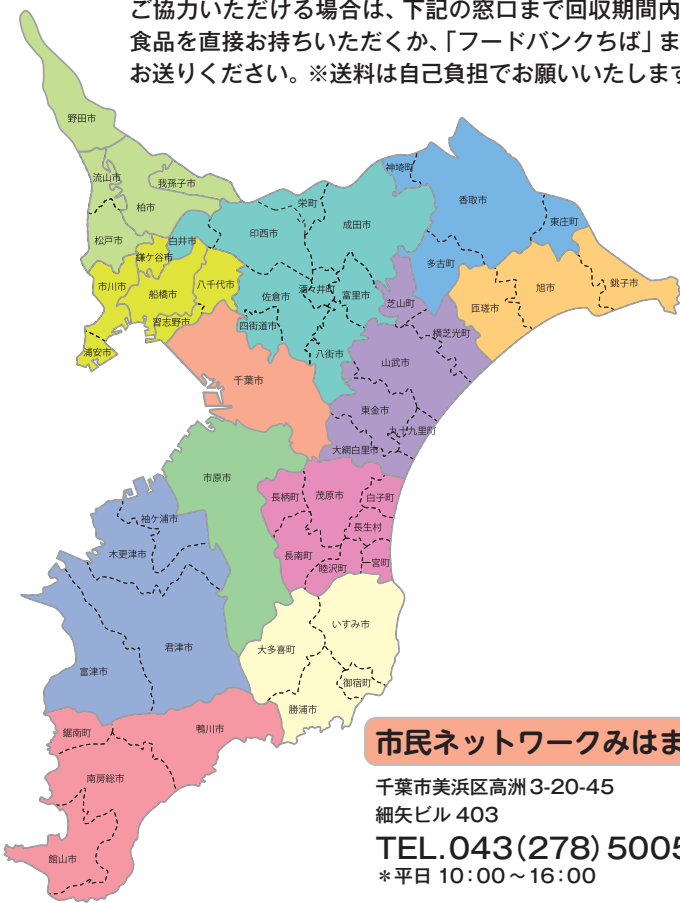 ご協力いただける場合は、下記の窓口まで回収期間内
食品を直接お持ちいただくか、「フードバンクちば」ま
お送りください。※送料は自己負担でお願いいたします
野田市
流山市
我孫子市
柏市
松戸市
鎌ケ谷市
白井市
印西市
栄町
成田市
神崎町
香取市
東庄町
多古町
市川市
船橋市
八千代市
習志野市
浦安市
佐倉市
酒々井町
富里市
四街道市
八街市
芝山町
横芝光町
匝瑳市
旭市
銚子市
千葉市
山武市
東金市
九十九里町
大網白里市
市原市
長柄町
茂原市
白子町
長生村
長南町
睦沢町
一宮町
袖ケ浦市
木更津市
君津市
富津市
いすみ市
大多喜町
御宿町
勝浦市
鋸南町
鴨川市
南房総市
館山市
市民ネットワークみはま
千葉市美浜区高洲3-20-45
細矢ビル 403
TEL.043(278)5005
＊平日 10：00～16：00